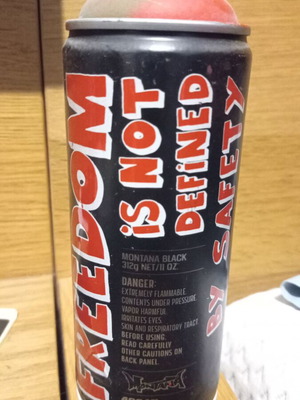 FREEDOM
iS NOT
DEFiNED
BY SAFETY
MONTANA BLACK
312g NET/11 OZ
DANGER:
EXTREMELY FLAMMABLE
CONTENTS UNDER PRESSURE.
VAPOR HARMFUL.
IRRITATES EYES,
SKIN AND RESPIRATORY TRACT.
BEFORE USING,
READ CAREFULLY
OTHER CAUTIONS ON
BACK PANEL.
MONTANA